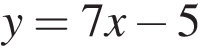 y = 7x − 5